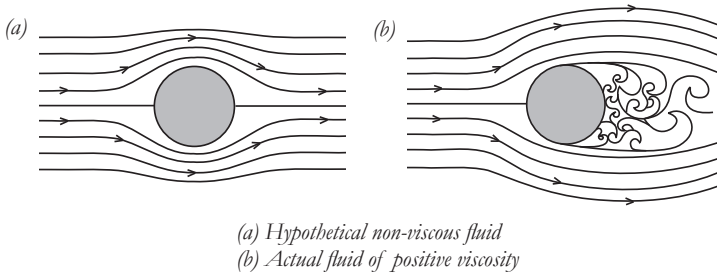 (a)
(b)
(a) Hypothetical non-viscous fluid
(b) Actual fluid of positive viscosity